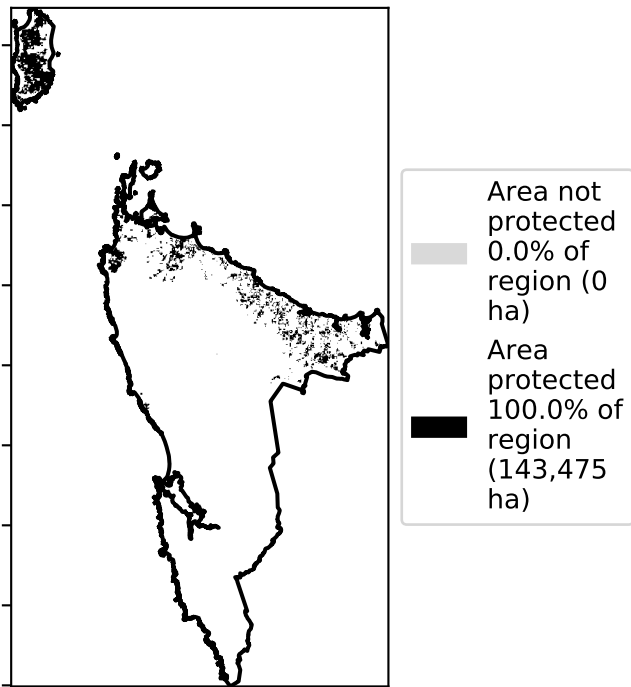 Area not
protected
0.0% of
region (0
ha)
Area
protected
100.0% of
region
(143,475
ha)